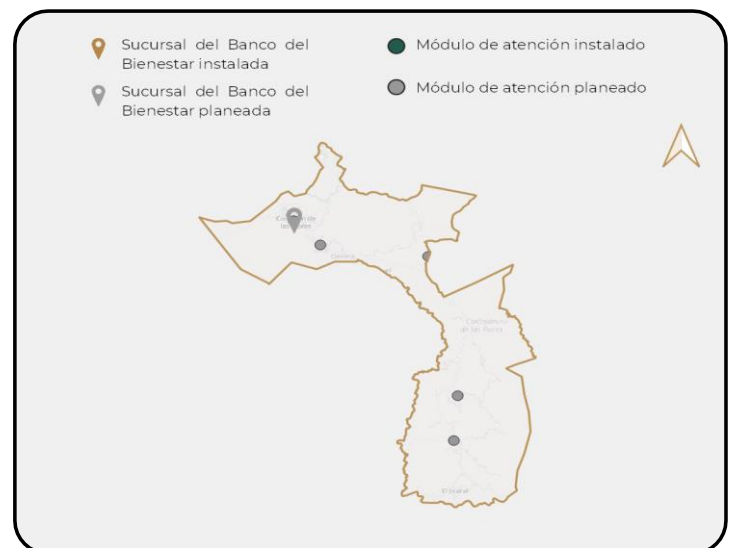 Sucursal del Banco del
Bienestar instalada
Módulo de atención instalado
Sucursal del Banco del
Bienestar planeada
Módulo de atención planeado